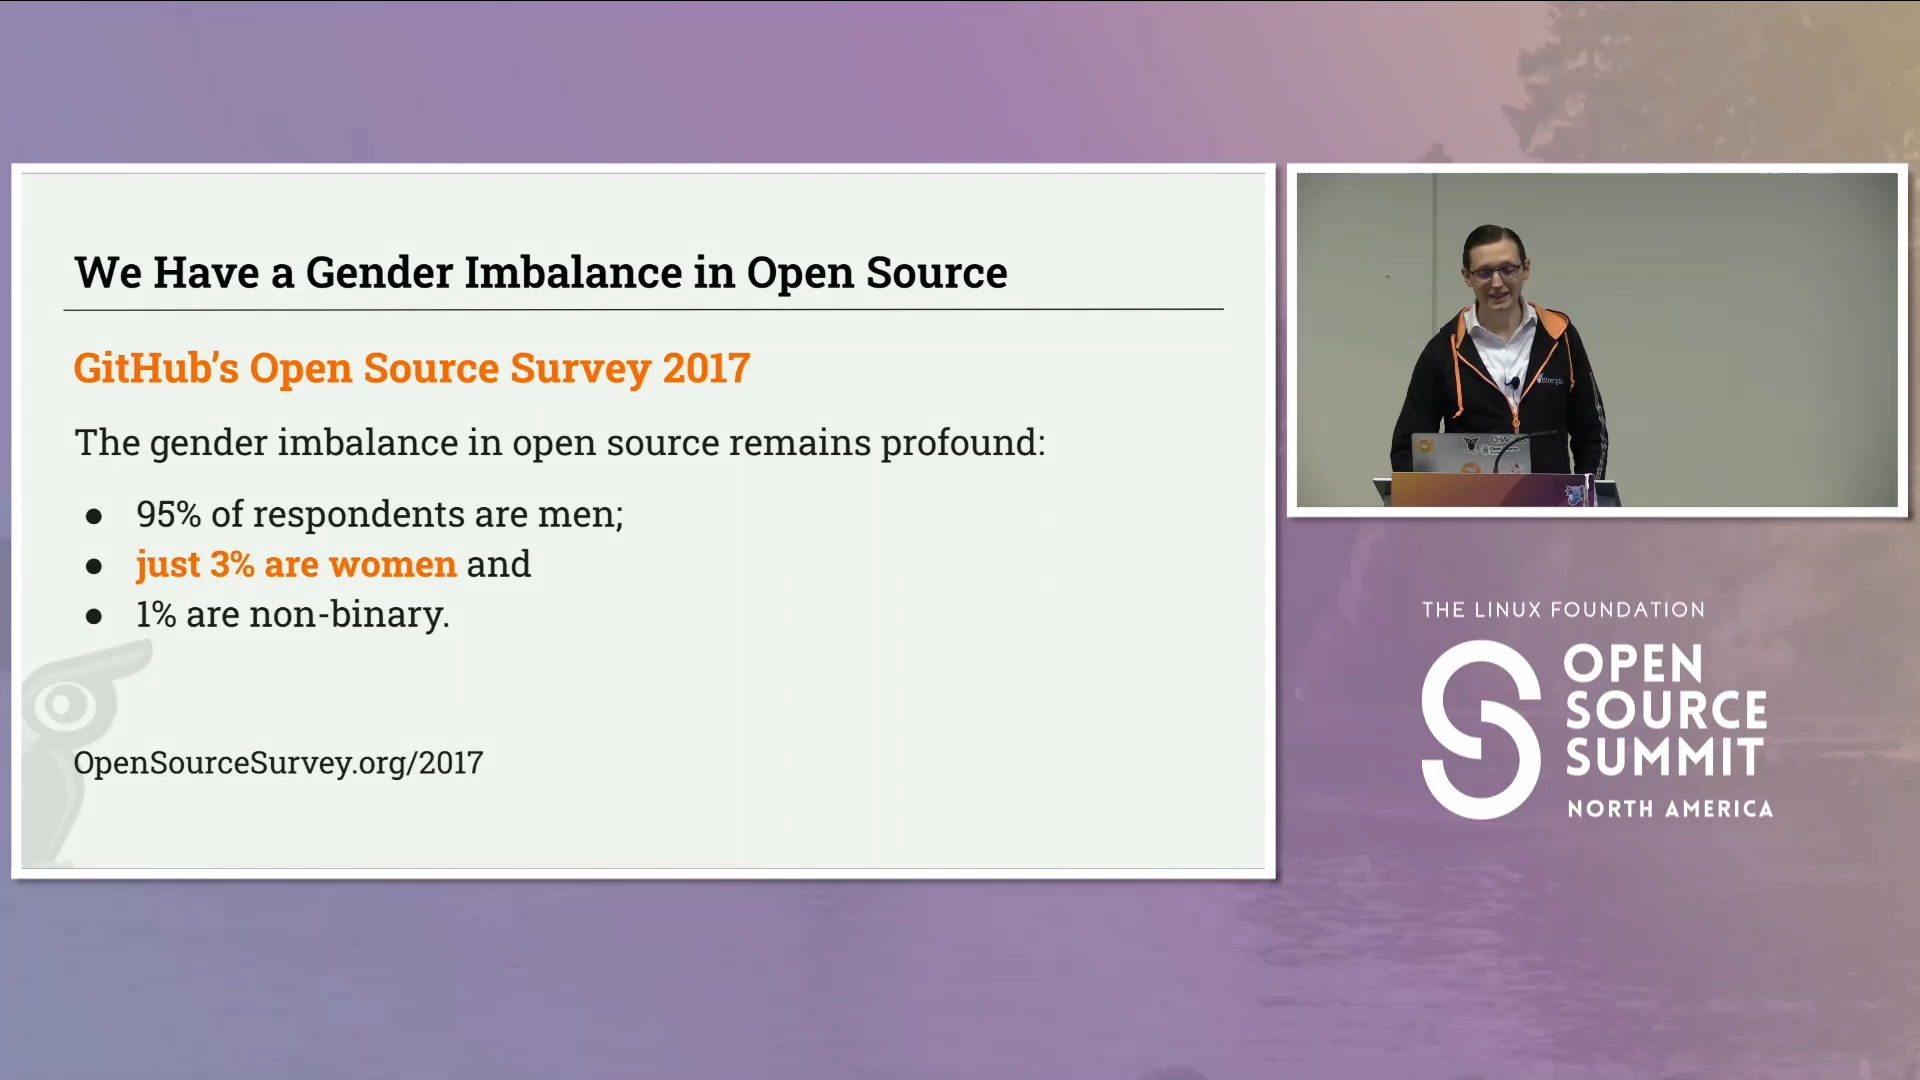 We Have a Gender Imbalance in Open Source
GitHub’s Open Source Survey 2017
The gender imbalance in open source remains profound:
● 95% of respondents are men;
● just 3% are women and
● 1% are non-binary.
OpenSourceSurvey.org/2017
THE LINUX FOUNDATION
OPEN
SOURCE
SUMMIT
NORTH AMERICA